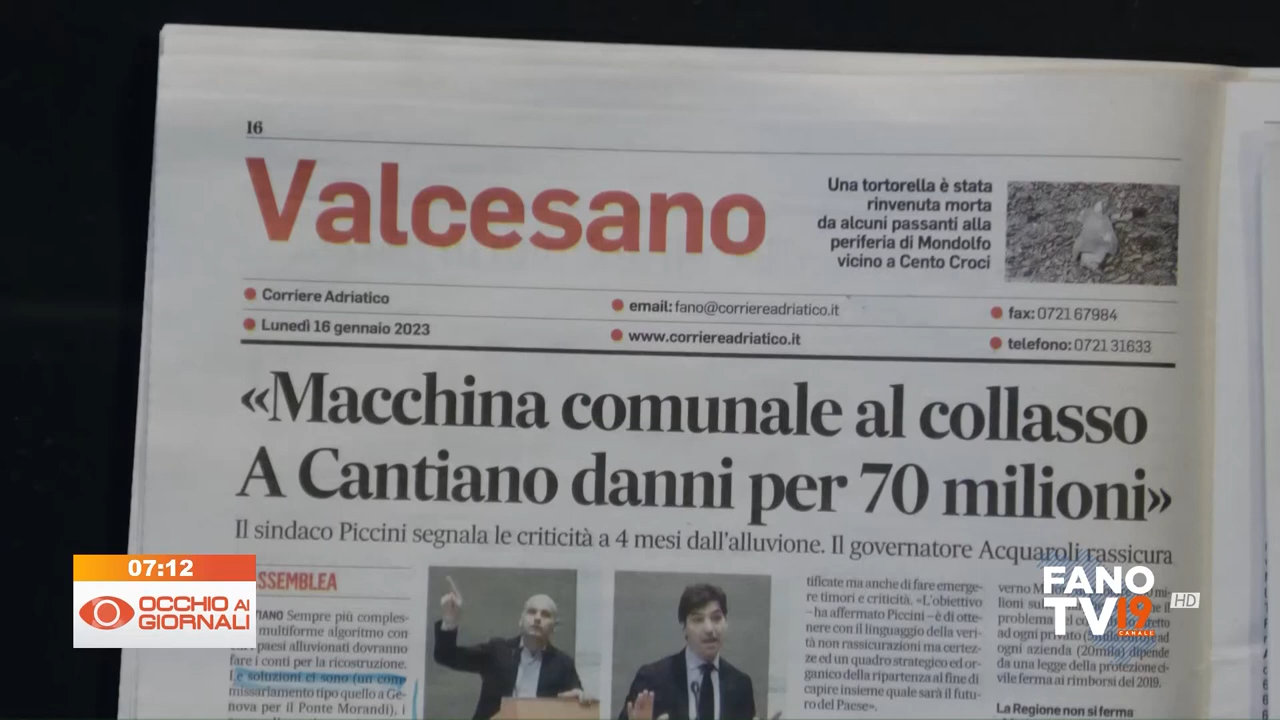 16
Valcesano
Una tortorella è stata
rinvenuta morta
da alcuni passanti alla
periferia di Mondolfo
vicino a Cento Croci
Corriere Adriatico
email: fano@corriereadriatico.it
fax: 0721 67984
Lunedì 16 gennaio 2023
www.corriereadriatico.it
telefono: 0721 31633
«Macchina comunale al collasso
A Cantiano danni per 70 milioni»
Il sindaco Piccini segnala le criticità a 4 mesi dall'alluvione. Il governatore Acquaroli rassicura
SSEMBLEA
TIANO Sempre più comples-
multiforme algoritmo con
paesi alluvionati dovranno
fare i conti per la ricostruzione.
Le soluzioni ci sono (un com-
missariamento tipo quello a Ge-
nova per il Ponte Morandi), i
tificate ma anche di fare emerge-
re timori e criticità. «L'obiettivo
– ha affermato Piccini – è di otte-
nere con il linguaggio della veri-
tà non rassicurazioni ma certez-
ze ed un quadro strategico ed or-
ganico della ripartenza al fine di
capire insieme quale sarà il futu-
ro del Paese».
verno
lioni su
problema
ad ogni privato
ogni azienda (20mila) dipende
da una legge della protezione ci-
vile ferma ai rimborsi del 2019.
La Regione non si ferma
07:12
OCCHIO AI
GIORNALI
FANO
TV19
CANALE
HD